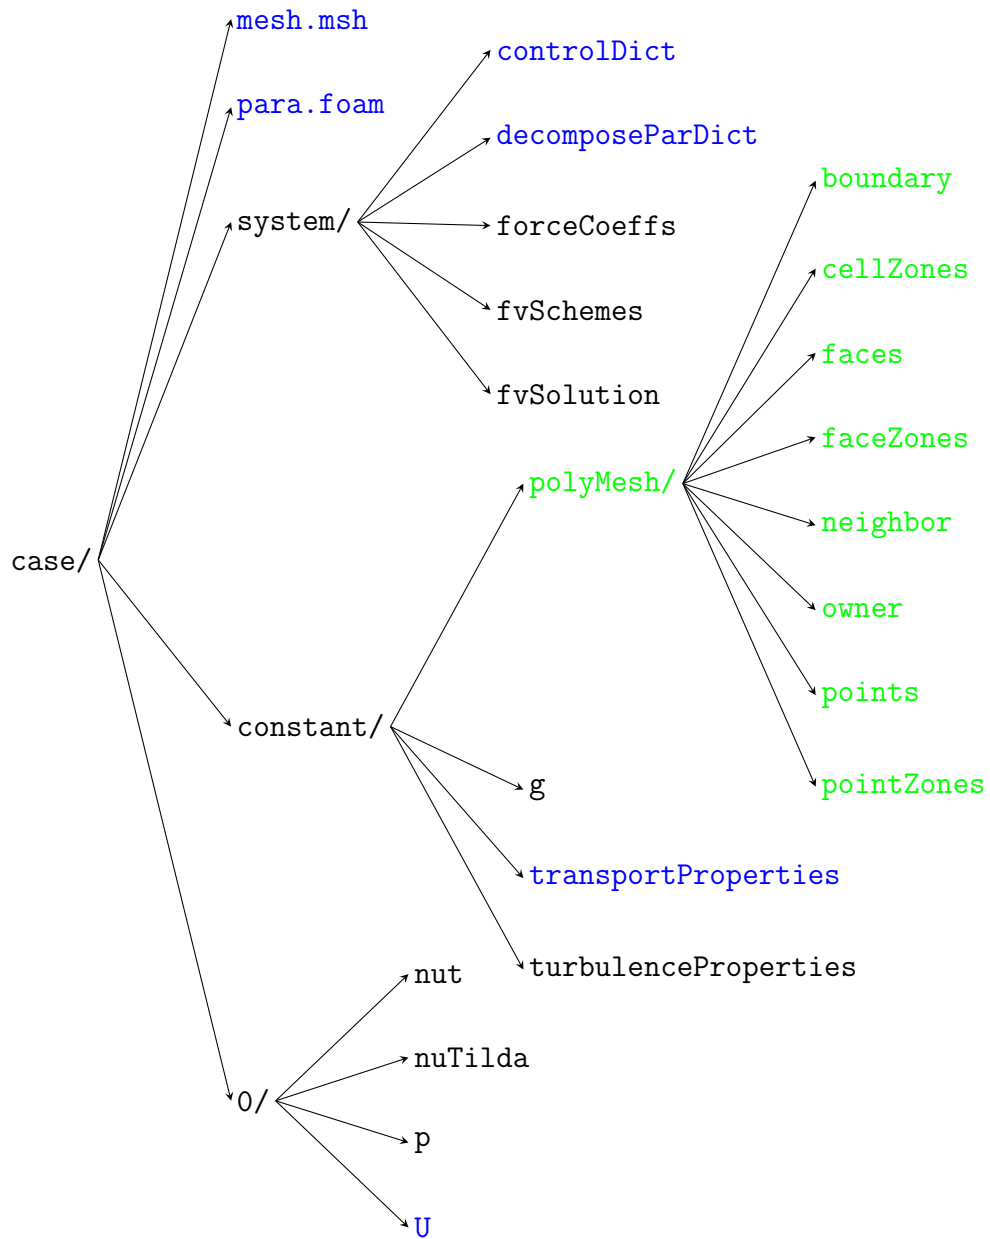 case/
mesh.msh
para.foam
system/
controlDict
decomposeParDict
forceCoeffs
fvSchemes
fvSolution
constant/
polyMesh/
boundary
cellZones
faces
faceZones
neighbor
owner
points
pointZones
g
transportProperties
turbulenceProperties
0/
nut
nuTilda
p
U